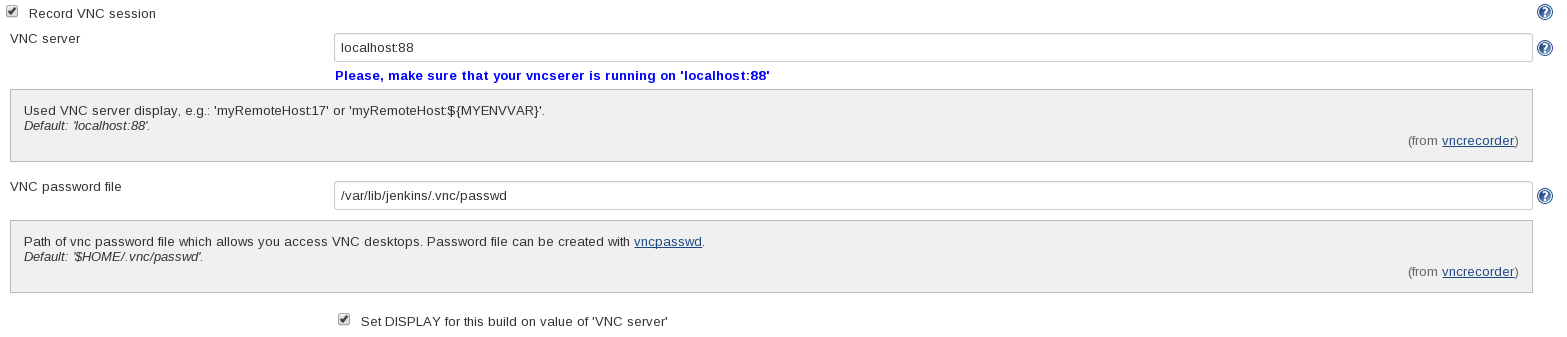 Record VNC session
VNC server
localhost:88
Please, make sure that your vncserer is running on 'localhost:88'
Used VNC server display, e.g.: 'myRemoteHost:17' or 'myRemoteHost:${MYENVVAR}'.
Default: 'localhost:88'.
(from vncrecorder)
VNC password file
/var/lib/jenkins/.vnc/passwd
Path of vnc password file which allows you access VNC desktops. Password file can be created with vncpasswd.
Default: '$HOME/.vnc/passwd'.
(from vncrecorder)
Set DISPLAY for this build on value of 'VNC server'